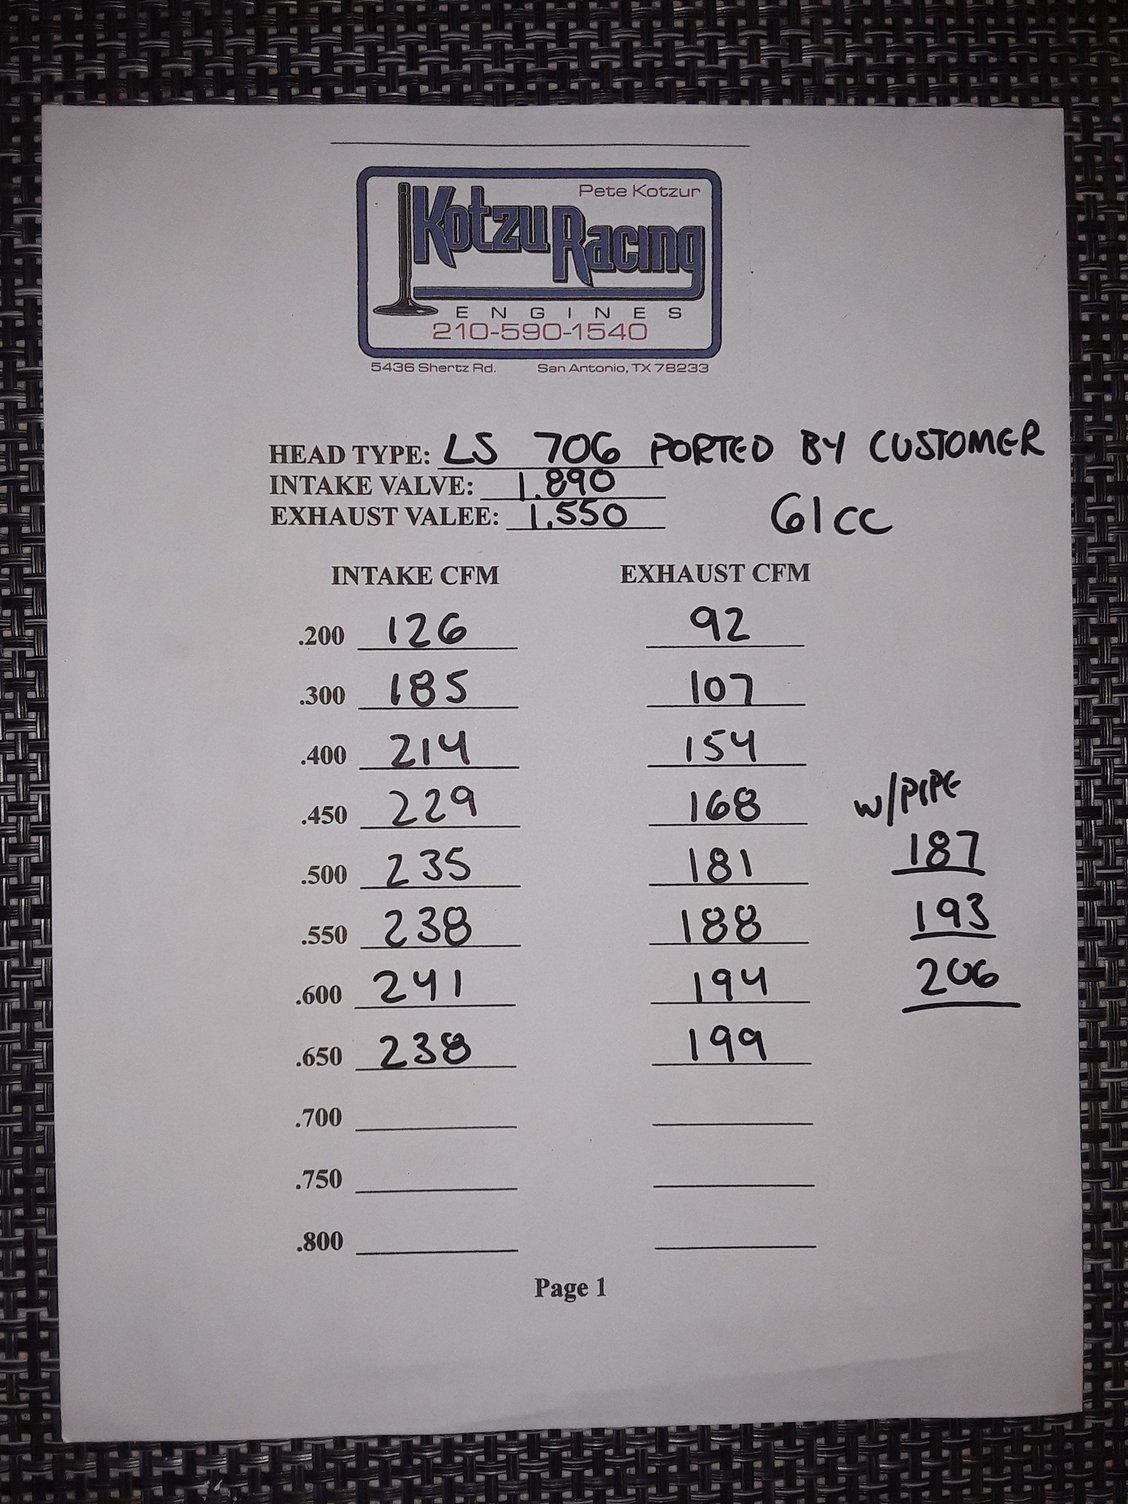 Pete Kotzur
Kotzu Racing
ENGINES
210-590-1540
5436 Shertz Rd. San Antonio, TX 78233
HEAD TYPE: LS 706 PORTED BY CUSTOMER
INTAKE VALVE: 1.890
EXHAUST VALEE: 1.550 61cc
INTAKE CFM EXHAUST CFM
.200 126 92
.300 185 107
.400 214 154
w/PIPE
.450 229 168
.500 235 181 187
.550 238 188 193
.600 241 194 206
.650 238 199
.700
.750
.800
Page 1